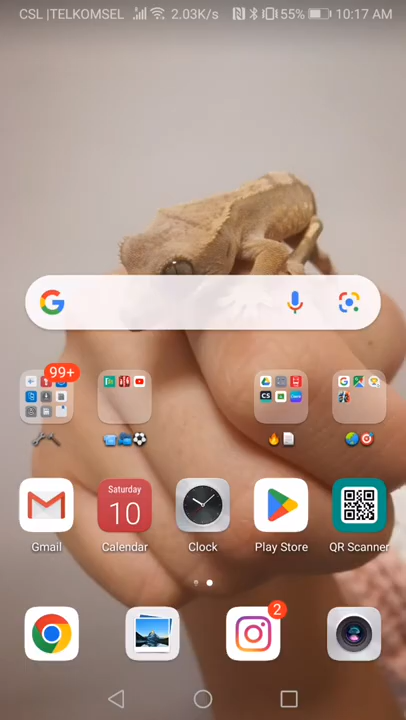 CSL |TELKOMSEL 2.03K/s 55% 10:17 AM
99+
Saturday
10
Gmail
Calendar
Clock
Play Store
QR Scanner
2